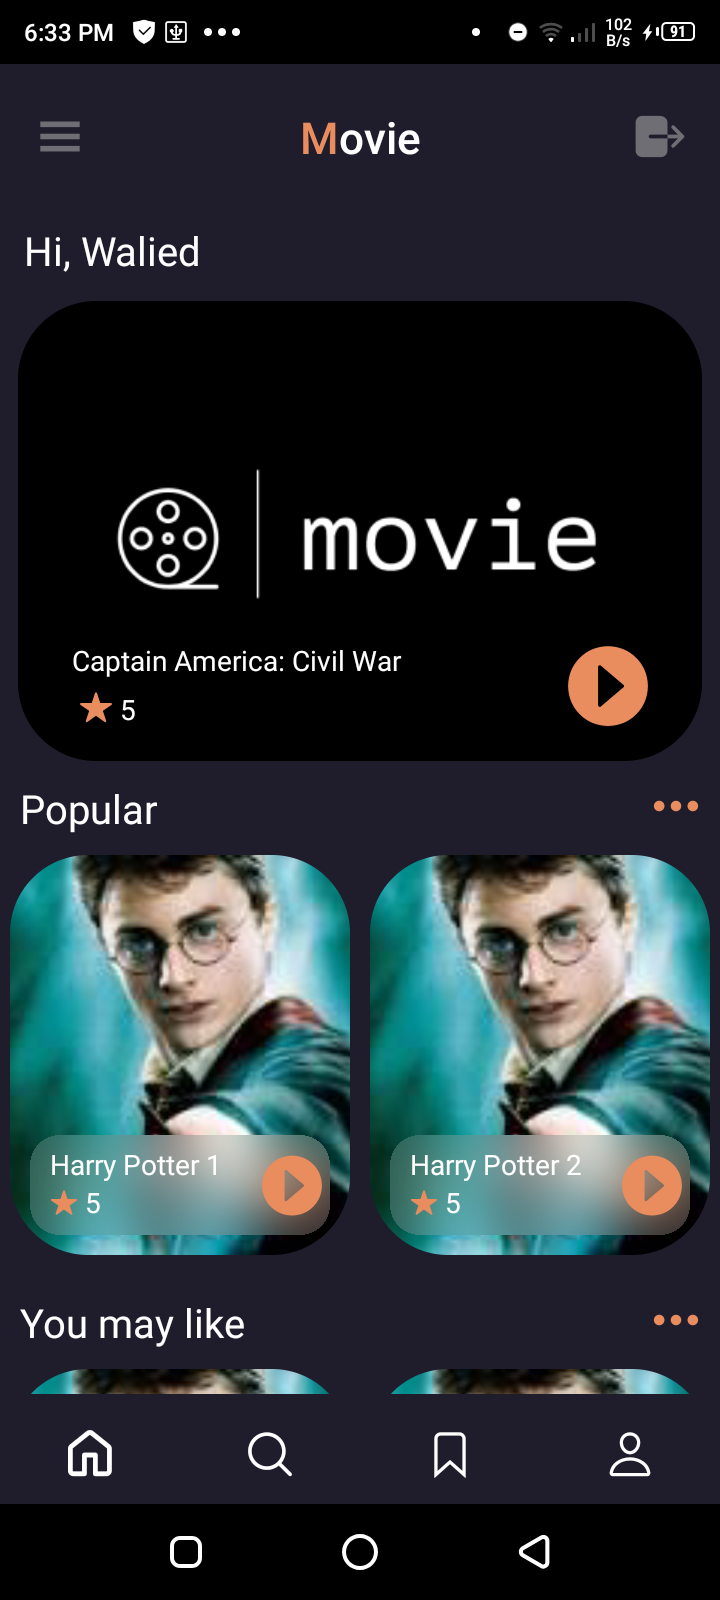 6:33 PM
102
B/s
91
Movie
Hi, Walied
movie
Captain America: Civil War
5
Popular
Harry Potter 1
5
Harry Potter 2
5
You may like